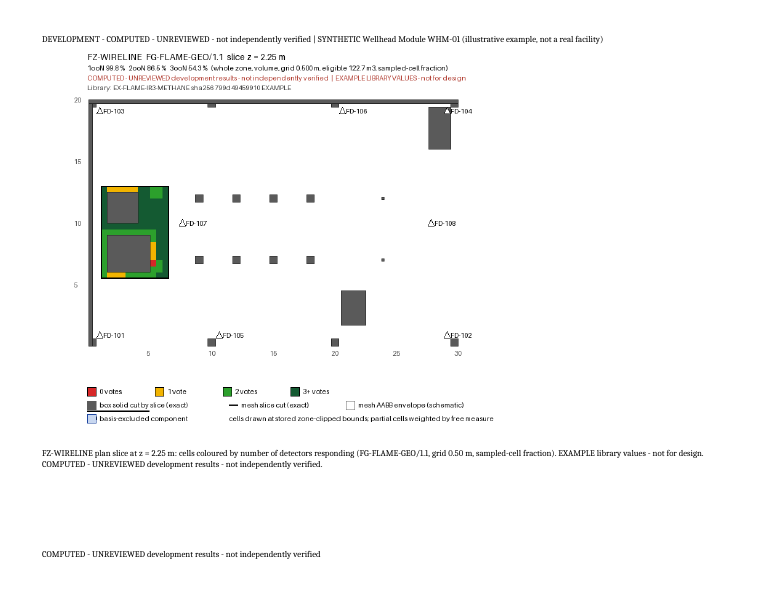 DEVELOPMENT - COMPUTED - UNREVIEWED - not independently verified | SYNTHETIC Wellhead Module WHM-01 (illustrative example, not a real facility)
FZ-WIRELINE FG-FLAME-GEO/1.1 slice z = 2.25 m
1ooN 99.8 % 2ooN 86.5 % 3ooN 54.3 % (whole zone, volume, grid 0.500 m, eligible 122.7 m3, sampled-cell fraction)
COMPUTED - UNREVIEWED development results - not independently verified | EXAMPLE LIBRARY VALUES - not for design
Library: EX-FLAME-IR3-METHANE sha256 EXAMPLE
20
FD-103
FD-106
FD-104
15
10
FD-107
FD-108
5
FD-101
FD-105
FD-102
5
10
15
20
25
30
0 votes
1 vote
2 votes
3+ votes
box solid cut by slice (exact)
mesh slice cut (exact)
mesh AABB envelope (schematic)
basis-excluded component
cells drawn at stored zone-clipped bounds; partial cells weighted by free measure
FZ-WIRELINE plan slice at z = 2.25 m: cells coloured by number of detectors responding (FG-FLAME-GEO/1.1, grid 0.50 m, sampled-cell fraction). EXAMPLE library values - not for design.
COMPUTED - UNREVIEWED development results - not independently verified.
COMPUTED - UNREVIEWED development results - not independently verified